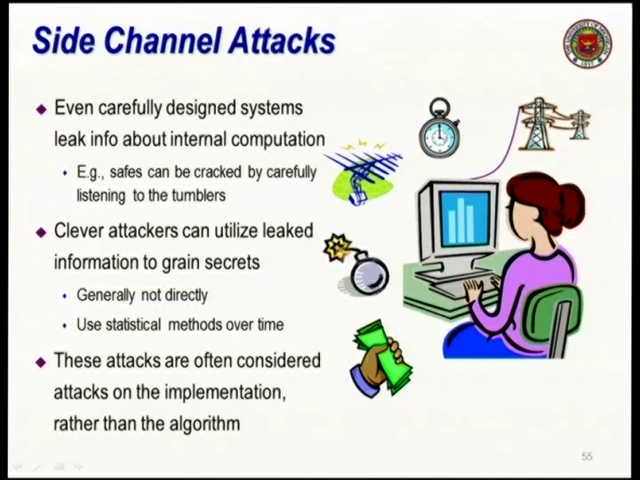 Side Channel Attacks
Even carefully designed systems
leak info about internal computation
E.g., safes can be cracked by carefully
listening to the tumblers
Clever attackers can utilize leaked
information to grain secrets
Generally not directly
Use statistical methods over time
These attacks are often considered
attacks on the implementation,
rather than the algorithm
55